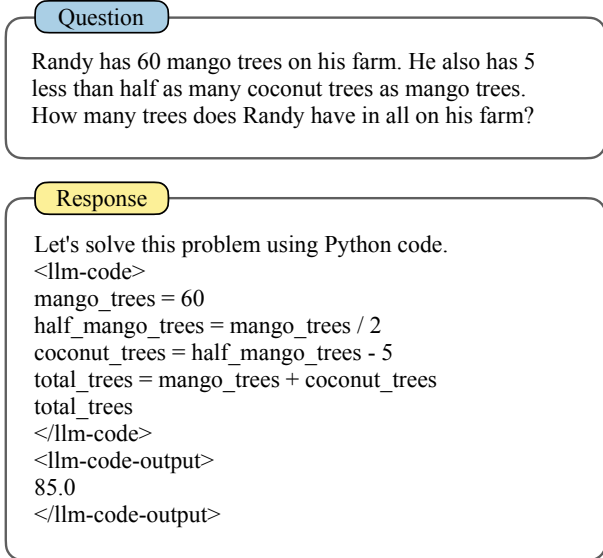 Question
Randy has 60 mango trees on his farm. He also has 5
less than half as many coconut trees as mango trees.
How many trees does Randy have in all on his farm?
Response
Let's solve this problem using Python code.
<llm-code>
mango_trees = 60
half_mango_trees = mango_trees / 2
coconut_trees = half_mango_trees - 5
total_trees = mango_trees + coconut_trees
total_trees
</llm-code>
<llm-code-output>
85.0
</llm-code-output>